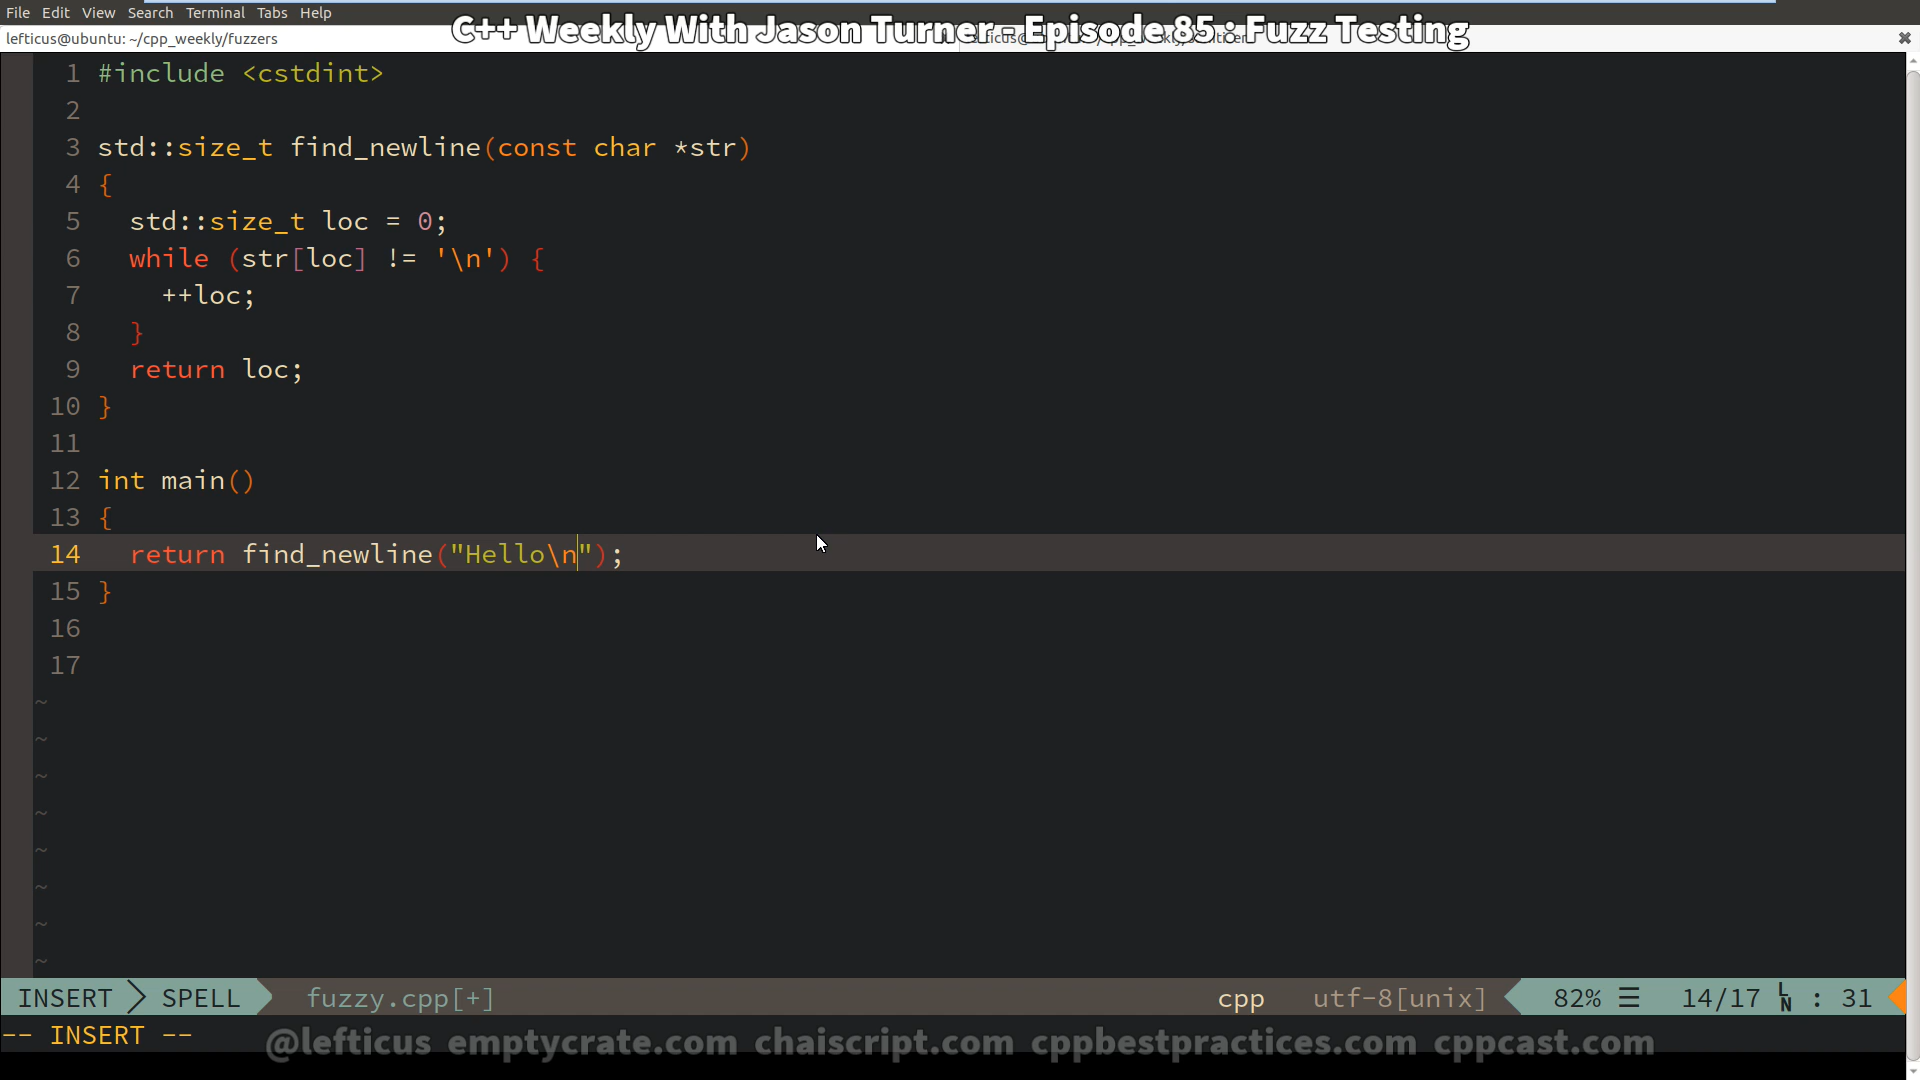 File Edit View Search Terminal Tabs Help
C++ Weekly With Jason Turner - Episode 85 : Fuzz Testing
lefticus@ubuntu: ~/cpp_weekly/fuzzers
1 #include <cstdint>
2
3 std::size_t find_newline(const char *str)
4 {
5 std::size_t loc = 0;
6 while (str[loc] != '\n') {
7 ++loc;
8 }
9 return loc;
10 }
11
12 int main()
13 {
14 return find_newline("Hello\n");
15 }
16
17
~
~
~
~
~
~
~
~
INSERT SPELL fuzzy.cpp[+] cpp utf-8[unix] 82% ☰ 14/17 LN : 31
-- INSERT --
@lefticus emptycrate.com chaiscript.com cppbestpractices.com cppcast.com